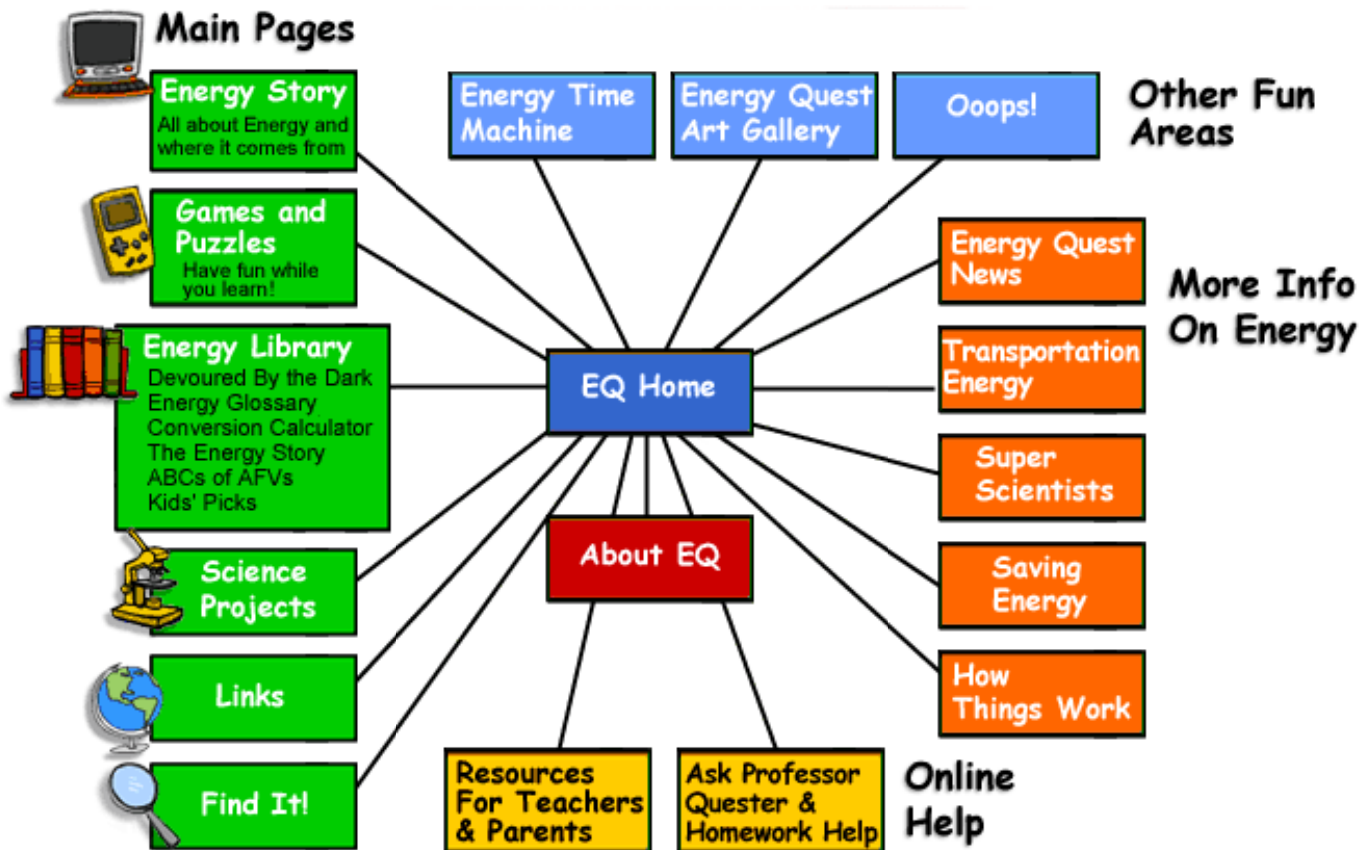 Main Pages
Energy Story
All about Energy and
where it comes from
Games and
Puzzles
Have fun while
you learn!
Energy Library
Devoured By the Dark
Energy Glossary
Conversion Calculator
The Energy Story
ABCs of AFVs
Kids' Picks
Science
Projects
Links
Find It!
Energy Time
Machine
Energy Quest
Art Gallery
Ooops!
Other Fun
Areas
EQ Home
About EQ
Energy Quest
News
Transportation
Energy
Super
Scientists
Saving
Energy
How
Things Work
More Info
On Energy
Resources
For Teachers
& Parents
Ask Professor
Quester &
Homework Help
Online
Help